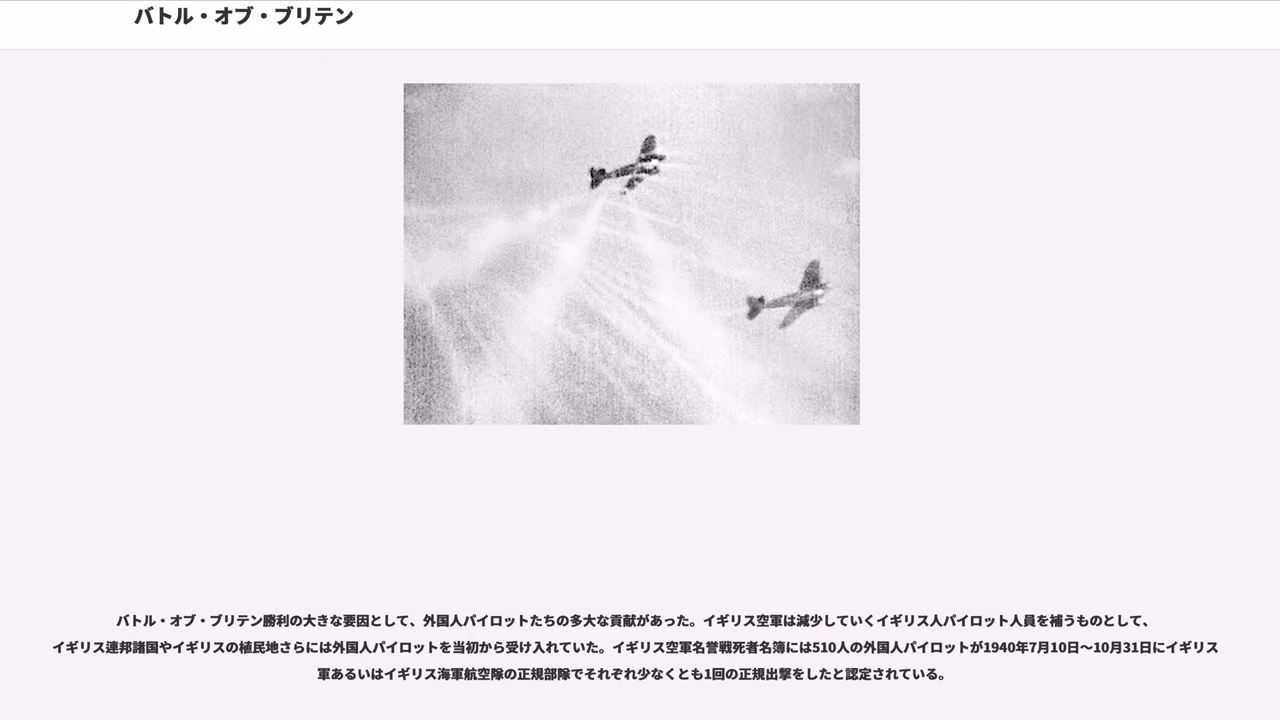 バトル・オブ・ブリテン
バトル・オブ・ブリテン勝利の大きな要因として、外国人パイロットたちの多大な貢献があった。イギリス空軍は減少していくイギリス人パイロット人員を補うものとして、
イギリス連邦諸国やイギリスの植民地さらには外国人パイロットを当初から受け入れていた。イギリス空軍名誉戦死者名簿には510人の外国人パイロットが1940年7月10日～10月31日にイギリス
軍あるいはイギリス海軍航空隊の正規部隊でそれぞれ少なくとも1回の正規出撃をしたと認定されている。